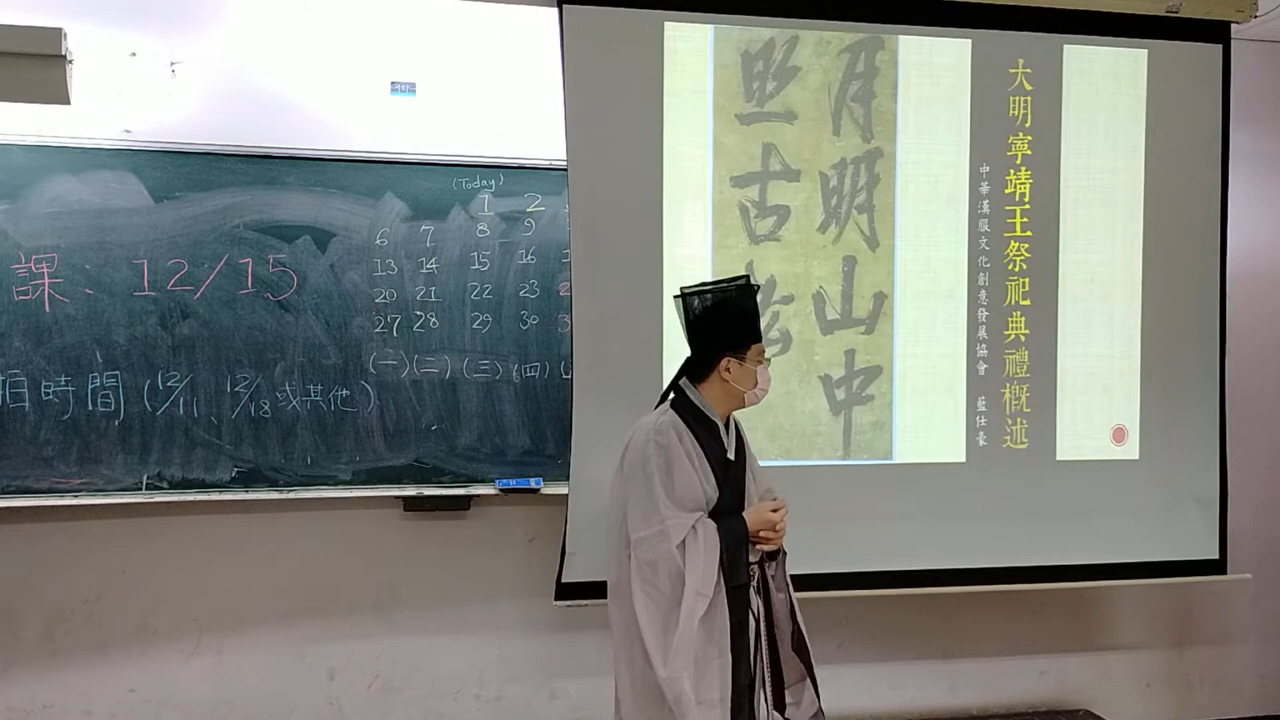 課、12/15
拍時間(12/11、12/18或其他)
(Today)
1 2
6 7 8 9
13 14 15 16
20 21 22 23
27 28 29 30
(一)(二)(三)(四)
月明山中
照古
大明寧靖王祭祀典禮概述
中華漢服文化創意發展協會 藍仕豪